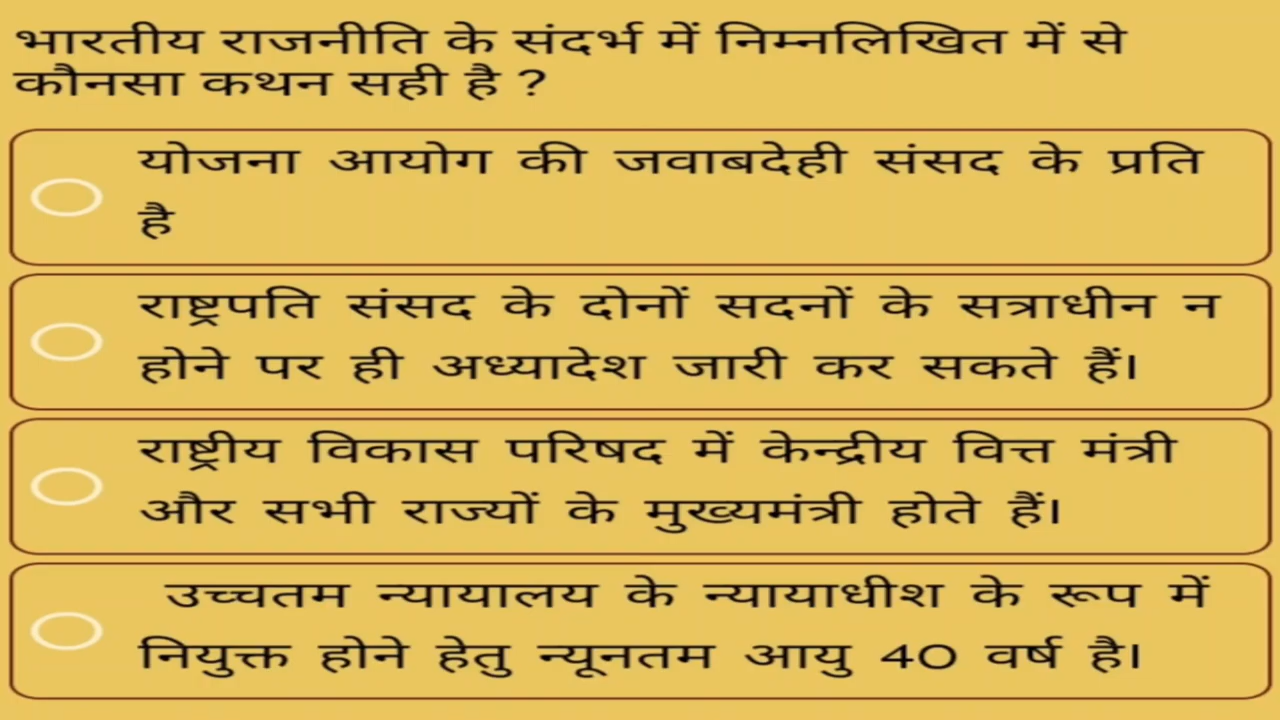 भारतीय राजनीति के संदर्भ में निम्नलिखित में से
कौनसा कथन सही है ?
योजना आयोग की जवाबदेही संसद के प्रति
है
राष्ट्रपति संसद के दोनों सदनों के सत्राधीन न
होने पर ही अध्यादेश जारी कर सकते हैं।
राष्ट्रीय विकास परिषद में केन्द्रीय वित्त मंत्री
और सभी राज्यों के मुख्यमंत्री होते हैं।
उच्चतम न्यायालय के न्यायाधीश के रूप में
नियुक्त होने हेतु न्यूनतम आयु 40 वर्ष है।